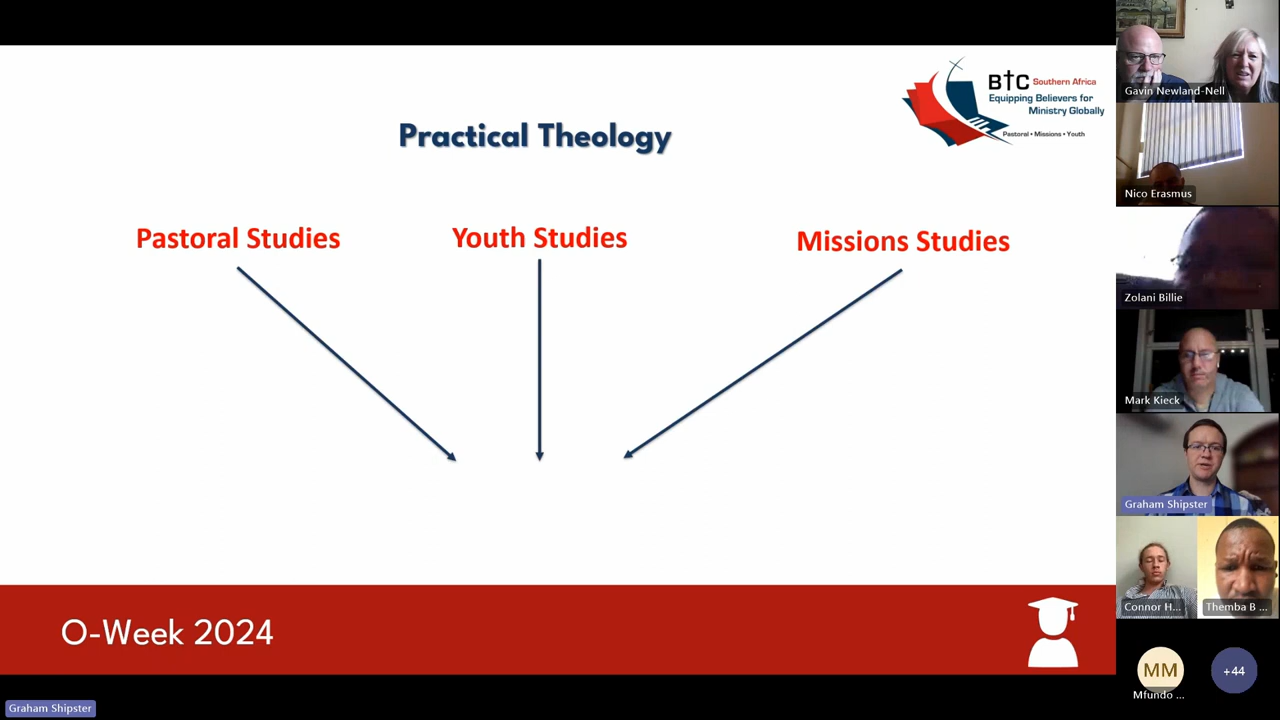 Practical Theology
B†C Southern Africa
Equipping Believers for
Ministry Globally
Pastoral • Missions • Youth
Pastoral Studies
Youth Studies
Missions Studies
O-Week 2024
Graham Shipster
Gavin Newland-Nell
Nico Erasmus
Zolani Billie
Mark Kieck
Graham Shipster
Connor H...
Themba B ...
MM
Mfundo ...
+44